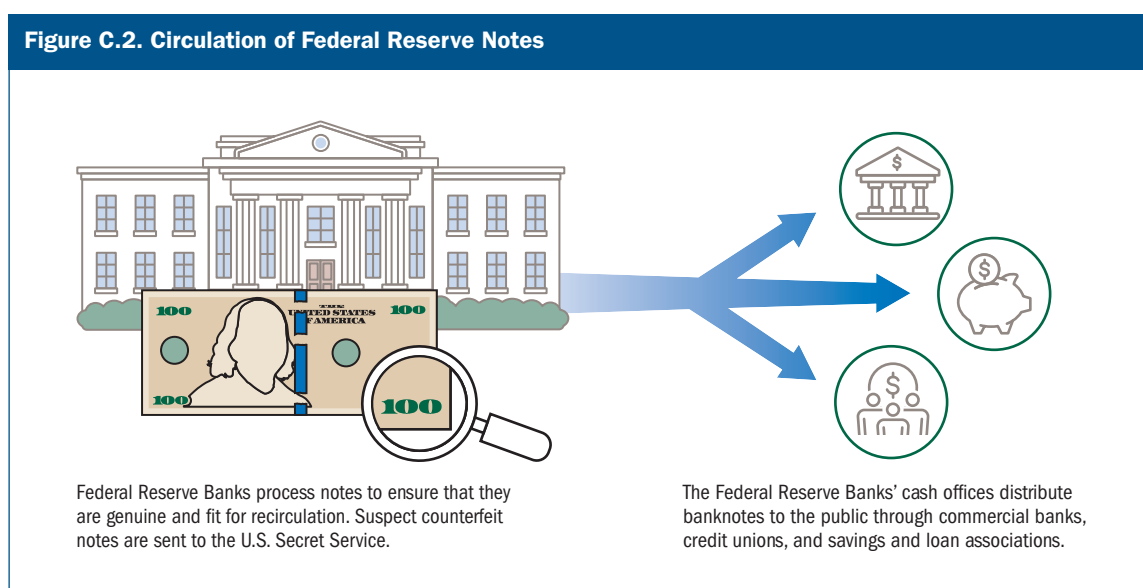 Figure C.2. Circulation of Federal Reserve Notes
$
$
100
THE
UNITED STATES
OF AMERICA
100
100
100
$
Federal Reserve Banks process notes to ensure that they
are genuine and fit for recirculation. Suspect counterfeit
notes are sent to the U.S. Secret Service.
The Federal Reserve Banks’ cash offices distribute
banknotes to the public through commercial banks,
credit unions, and savings and loan associations.